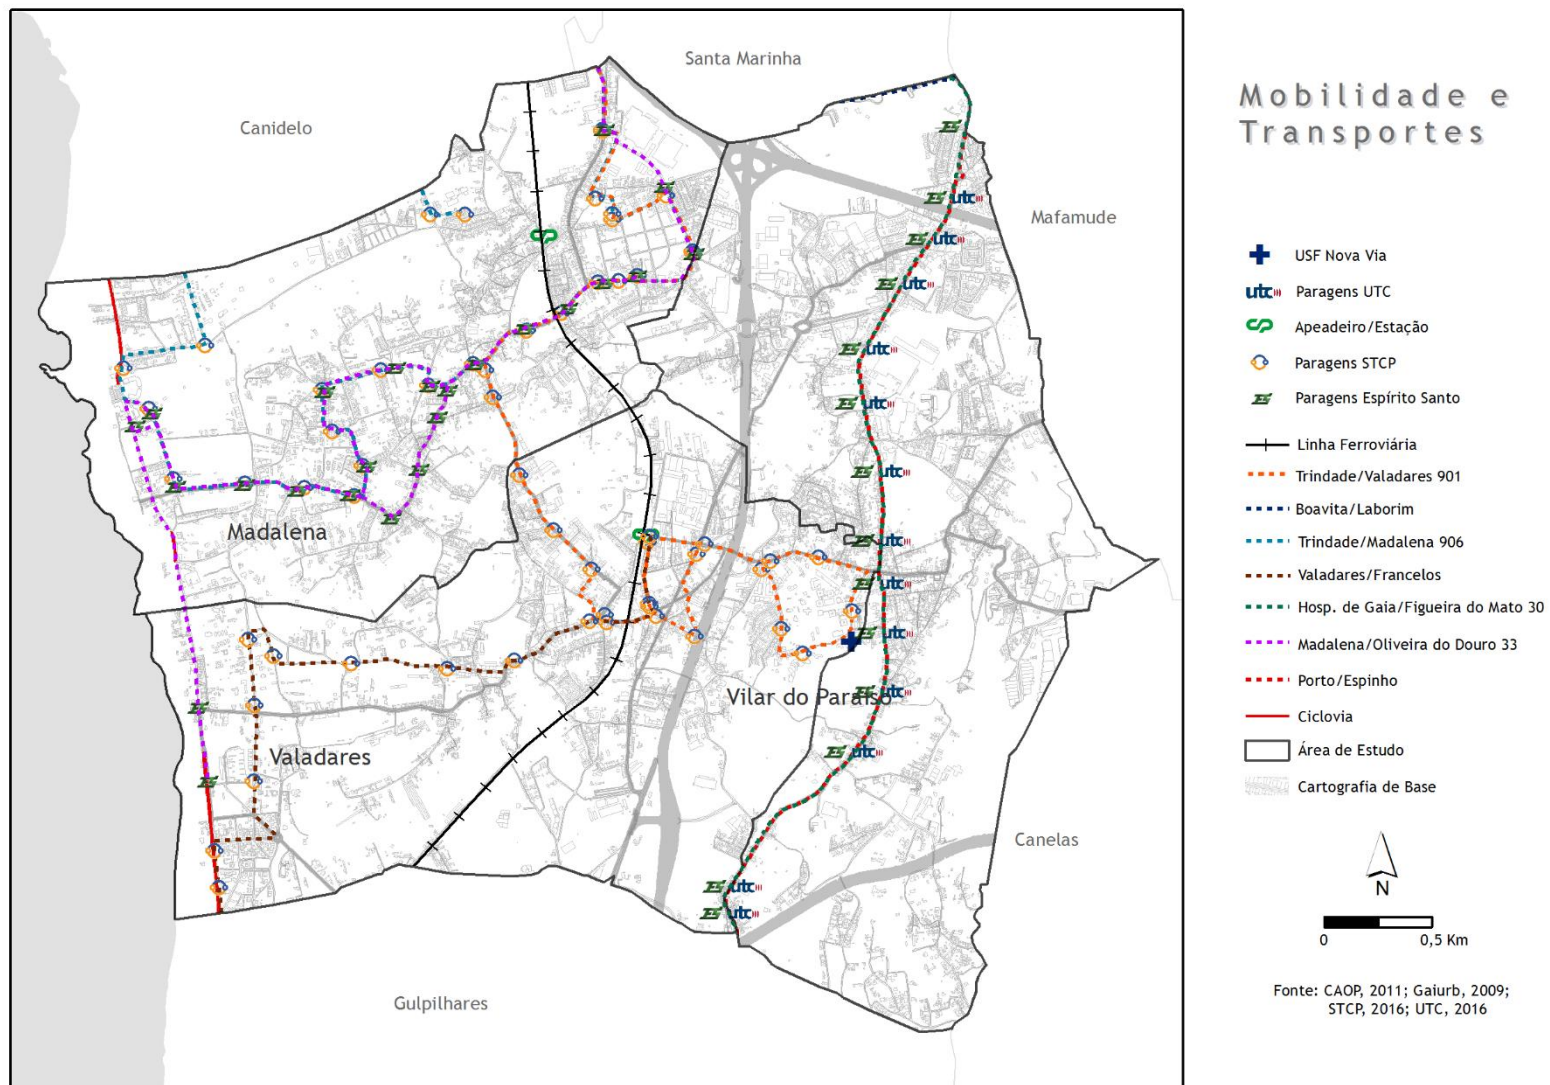 Santa Marinha
Canidelo
Mafamude
Madalena
Vilar do Paraíso
Valadares
Canelas
Gulpilhares
Mobilidade e
Transportes
USF Nova Via
utc Paragens UTC
Apeadeiro/Estação
Paragens STCP
ES Paragens Espírito Santo
Linha Ferroviária
Trindade/Valadares 901
Boavita/Laborim
Trindade/Madalena 906
Valadares/Francelos
Hosp. de Gaia/Figueira do Mato 30
Madalena/Oliveira do Douro 33
Porto/Espinho
Ciclovia
Área de Estudo
Cartografia de Base
N
0 0,5 Km
Fonte: CAOP, 2011; Gaiurb, 2009;
STCP, 2016; UTC, 2016